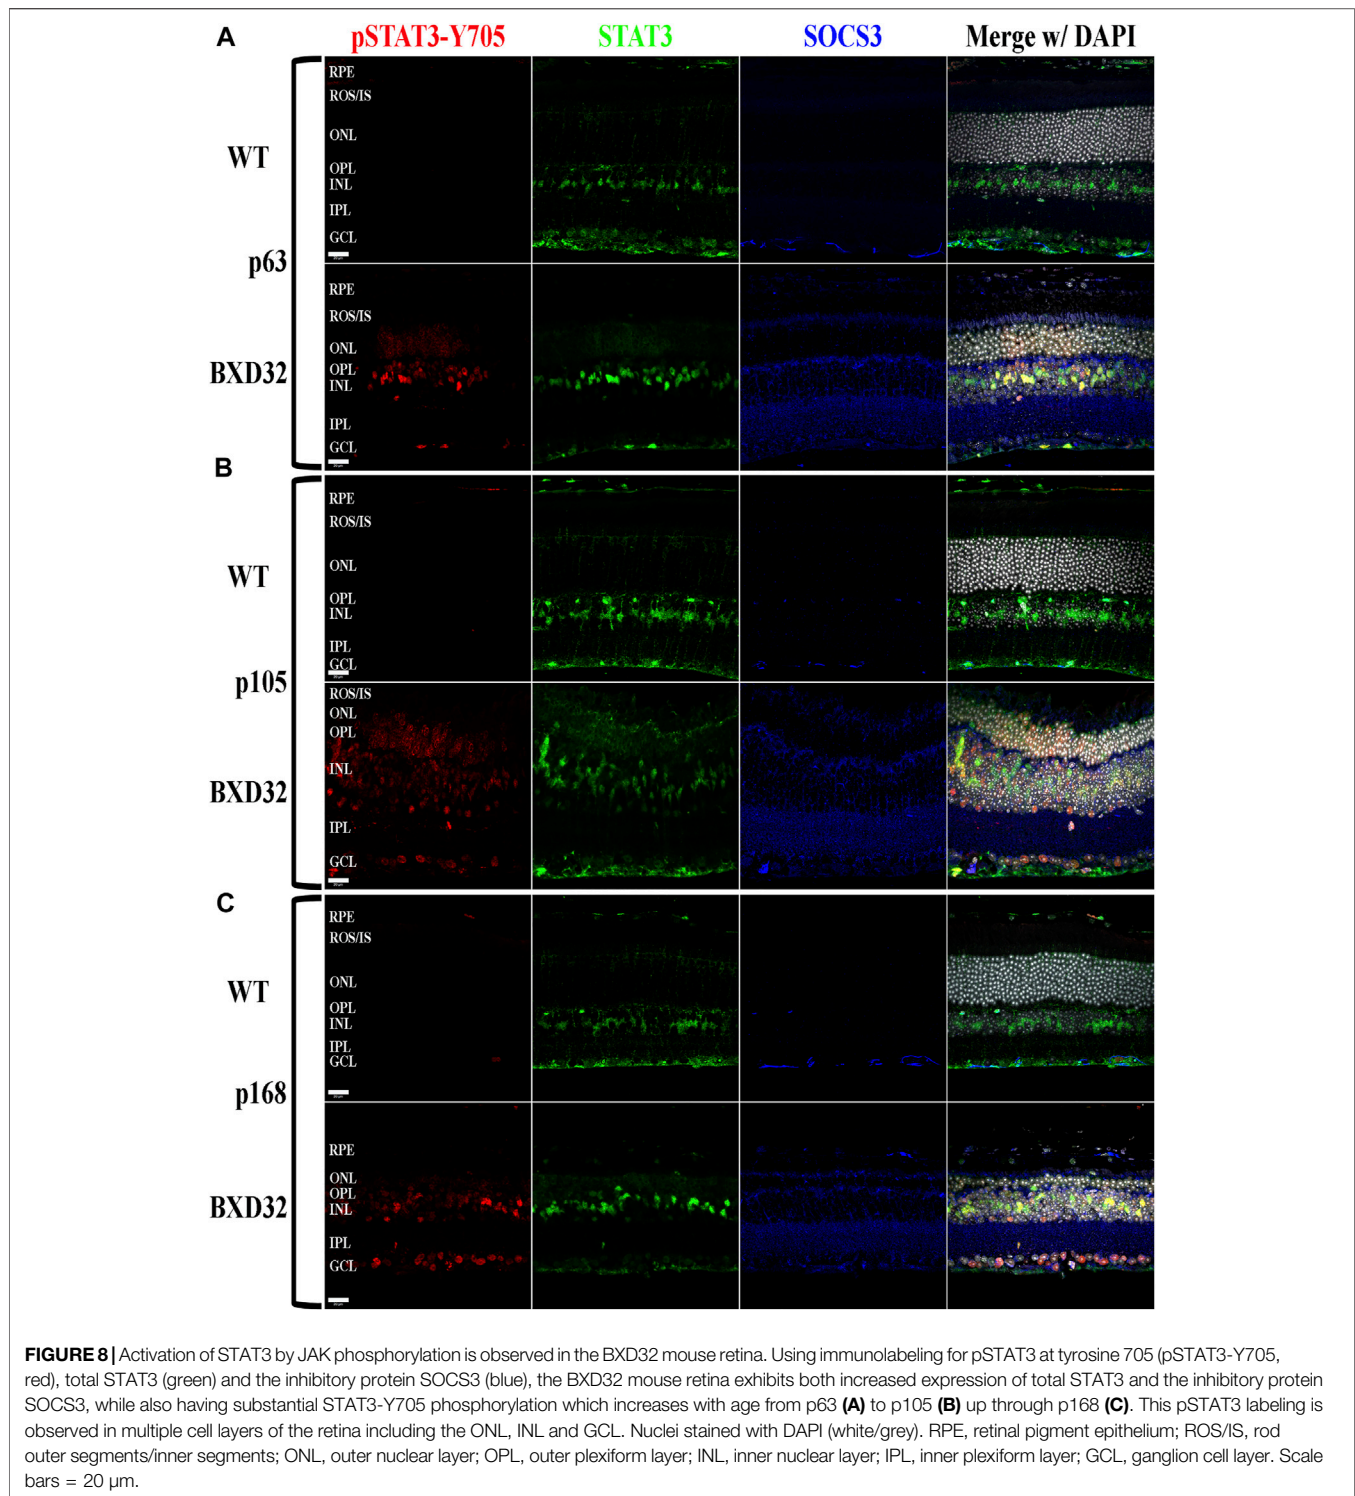 A
pSTAT3-Y705 STAT3 SOCS3 Merge w/ DAPI
WT
RPE
ROS/IS
ONL
OPL
INL
IPL
GCL
p63
BXD32
RPE
ROS/IS
ONL
OPL
INL
IPL
GCL
B
WT
RPE
ROS/IS
ONL
OPL
INL
IPL
GCL
p105
BXD32
ROS/IS
ONL
OPL
INL
IPL
GCL
C
WT
RPE
ROS/IS
ONL
OPL
INL
IPL
GCL
p168
BXD32
RPE
ONL
OPL
INL
IPL
GCL
FIGURE 8 | Activation of STAT3 by JAK phosphorylation is observed in the BXD32 mouse retina. Using immunolabeling for pSTAT3 at tyrosine 705 (pSTAT3-Y705,
red), total STAT3 (green) and the inhibitory protein SOCS3 (blue), the BXD32 mouse retina exhibits both increased expression of total STAT3 and the inhibitory protein
SOCS3, while also having substantial STAT3-Y705 phosphorylation which increases with age from p63 (A) to p105 (B) up through p168 (C). This pSTAT3 labeling is
observed in multiple cell layers of the retina including the ONL, INL and GCL. Nuclei stained with DAPI (white/grey). RPE, retinal pigment epithelium; ROS/IS, rod
outer segments/inner segments; ONL, outer nuclear layer; OPL, outer plexiform layer; INL, inner nuclear layer; IPL, inner plexiform layer; GCL, ganglion cell layer. Scale
bars = 20 µm.